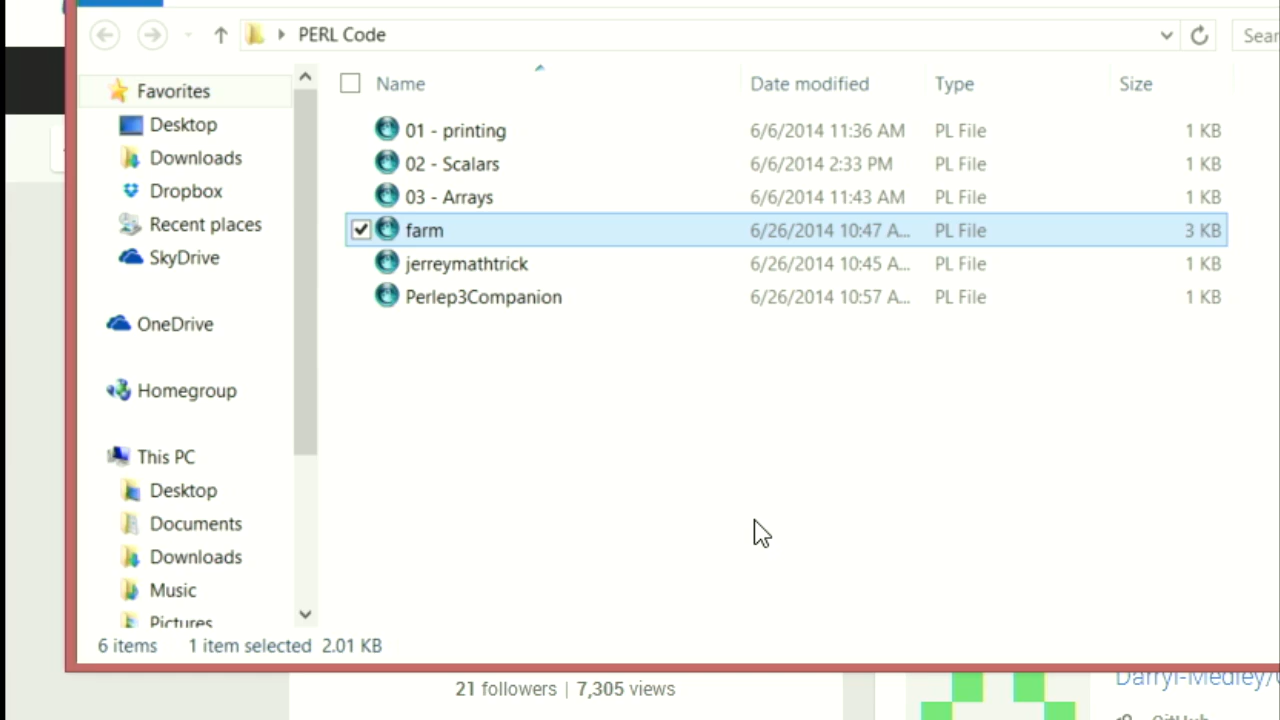 PERL Code
Sear
Name Date modified Type Size
Favorites
Desktop
Downloads
Dropbox
Recent places
SkyDrive
OneDrive
Homegroup
This PC
Desktop
Documents
Downloads
Music
Pictures
01 - printing 6/6/2014 11:36 AM PL File 1 KB
02 - Scalars 6/6/2014 2:33 PM PL File 1 KB
03 - Arrays 6/6/2014 11:43 AM PL File 1 KB
farm 6/26/2014 10:47 A... PL File 3 KB
jerreymathtrick 6/26/2014 10:45 A... PL File 1 KB
Perlep3Companion 6/26/2014 10:57 A... PL File 1 KB
6 items 1 item selected 2.01 KB
21 followers | 7,305 views
Darryl-Medley/
GitHub